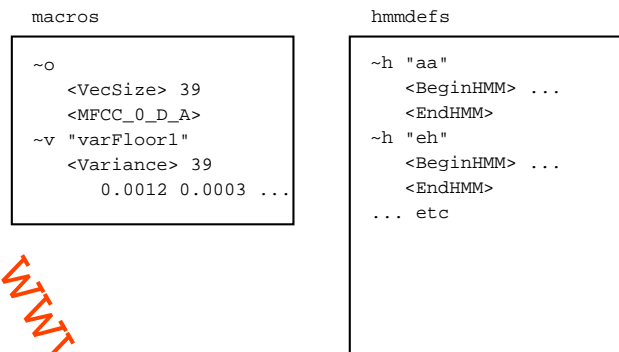 macros
~o
<VecSize> 39
<MFCC_0_D_A>
~v "varFloor1"
<Variance> 39
0.0012 0.0003 ...
hmmdefs
~h "aa"
<BeginHMM> ...
<EndHMM>
~h "eh"
<BeginHMM> ...
<EndHMM>
... etc